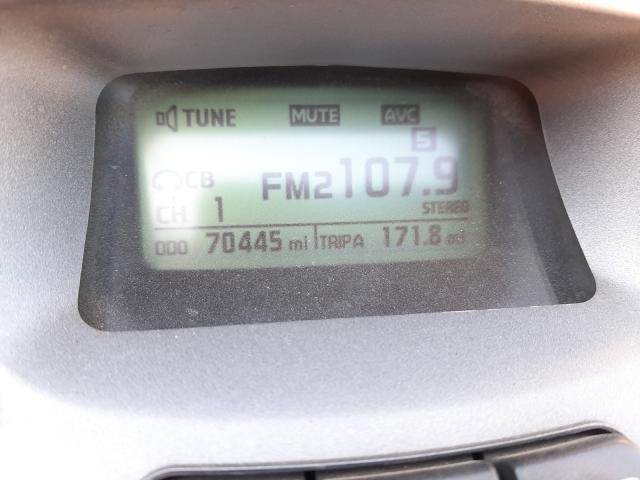 TUNE MUTE AVC
5
CB FM2 107.9
CH 1 STEREO
ODO 70445 mi TRIPA 171.8 mi